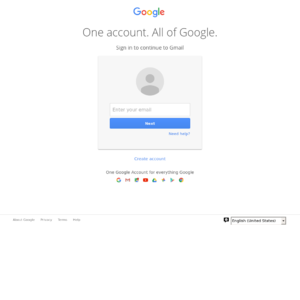 Google
One account. All of Google.
Sign in to continue to Gmail
Enter your email
Next
Need help?
Create account
One Google Account for everything Google
About Google Privacy Terms Help
English (United States)